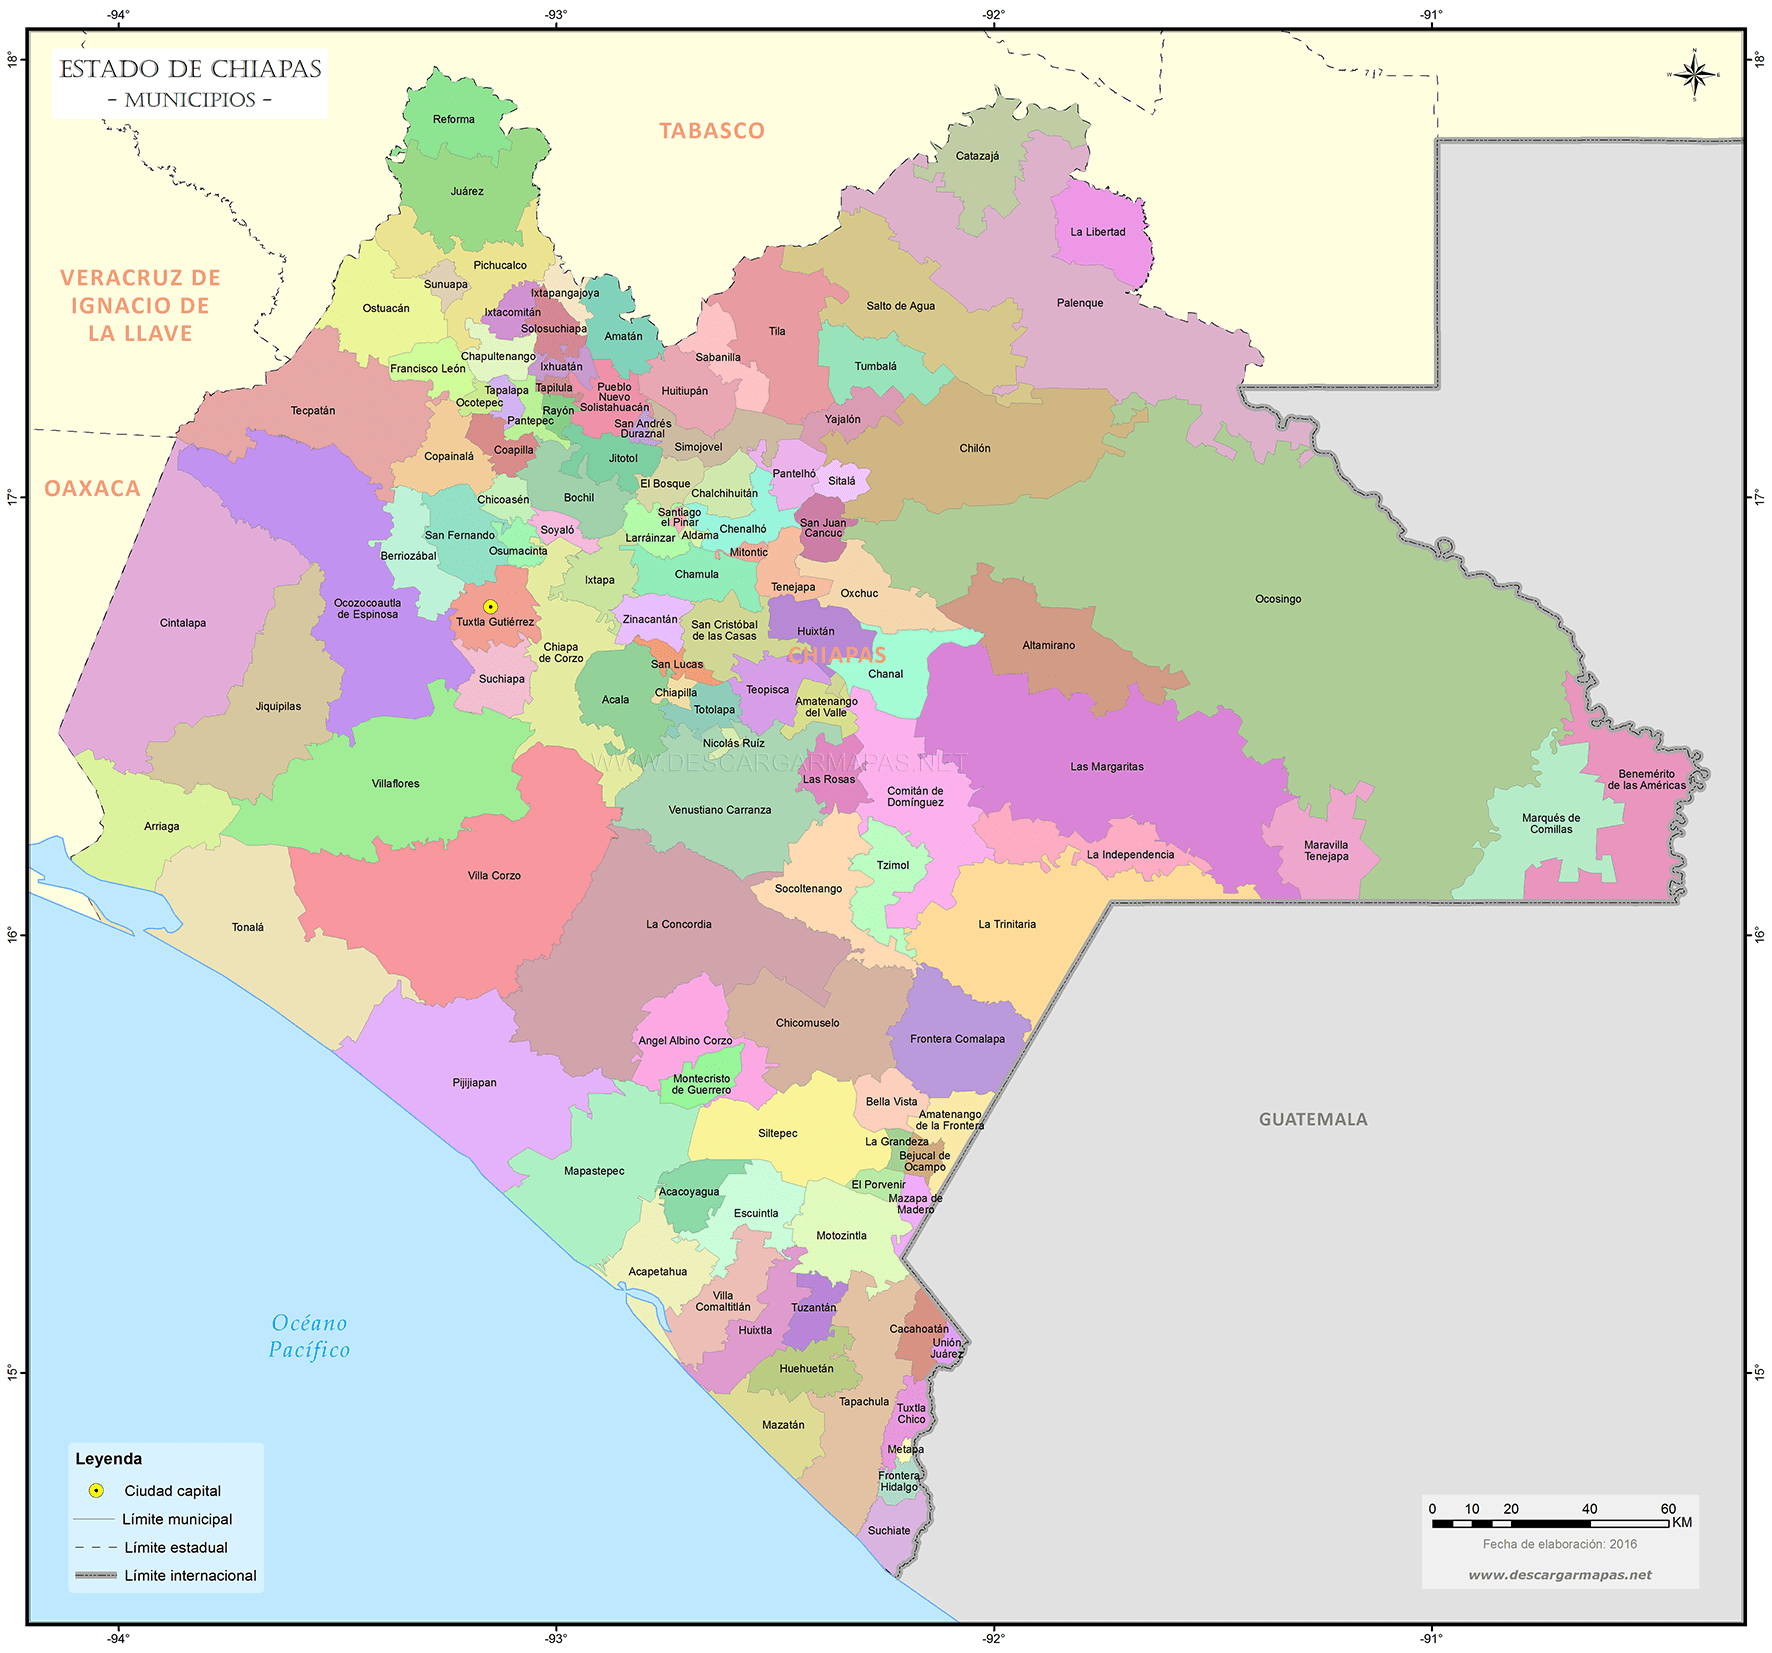 -94°
-93°
-92°
-91°
18°
18°
ESTADO DE CHIAPAS
- MUNICIPIOS -
N
W
E
S
TABASCO
Reforma
Catazajá
Juárez
La Libertad
VERACRUZ DE
IGNACIO DE
LA LLAVE
Pichucalco
Sunuapa
Ixtapangajoya
Ostuacán
Ixtacomitán
Solosuchiapa
Amatán
Palenque
Salto de Agua
Tila
Chapultenango
Sabanilla
Francisco León
Ixhuatán
Tumbalá
Tapalapa
Tapilula
Pueblo
Nuevo
Solistahuacán
Huitiupán
Ocotepec
Rayón
Tecpatán
Pantepec
San Andrés
Duraznal
Yajalón
Coapilla
Copainalá
Simojovel
Chilón
Jitotol
OAXACA
17°
17°
Chicoasén
Bochil
El Bosque
Chalchihuitán
Pantelhó
Sitalá
Santiago
el Pinar
San Fernando
Soyaló
Larráinzar
Aldama
Chenalhó
San Juan
Cancuc
Berriozábal
Osumacinta
Mitontic
Ixtapa
Chamula
Tenejapa
Oxchuc
Ocosingo
Ocozocoautla
de Espinosa
Cintalapa
Tuxtla Gutiérrez
Zinacantán
San Cristóbal
de las Casas
Huixtán
Altamirano
Chiapa
de Corzo
CHIAPAS
San Lucas
Chanal
Suchiapa
Chiapilla
Teopisca
Acala
Jiquipilas
Totolapa
Amatenango
del Valle
Nicolás Ruíz
WWW.DESCARGARMAPAS.NET
Las Rosas
Las Margaritas
Benemérito
de las Américas
Villaflores
Comitán de
Domínguez
Venustiano Carranza
Arriaga
Marqués de
Comillas
Maravilla
Tenejapa
La Independencia
Tzimol
Villa Corzo
Socoltenango
Tonalá
La Concordia
La Trinitaria
16°
16°
Chicomuselo
Angel Albino Corzo
Frontera Comalapa
Pijijiapan
Montecristo
de Guerrero
Bella Vista
Amatenango
de la Frontera
GUATEMALA
Siltepec
La Grandeza
Bejucal de
Ocampo
Mapastepec
El Porvenir
Acacoyagua
Mazapa de
Madero
Escuintla
Motozintla
Acapetahua
Villa
Comaltitlán
Tuzantán
Océano
Pacífico
Huixtla
Cacahoatán
Unión
Juárez
15°
15°
Huehuetán
Tapachula
Tuxtla
Chico
Mazatán
Metapa
Frontera
Hidalgo
Suchiate
Leyenda
Ciudad capital
Límite municipal
Límite estadual
Límite internacional
0 10 20 40 60
KM
Fecha de elaboración: 2016
www.descargarmapas.net
-94°
-93°
-92°
-91°